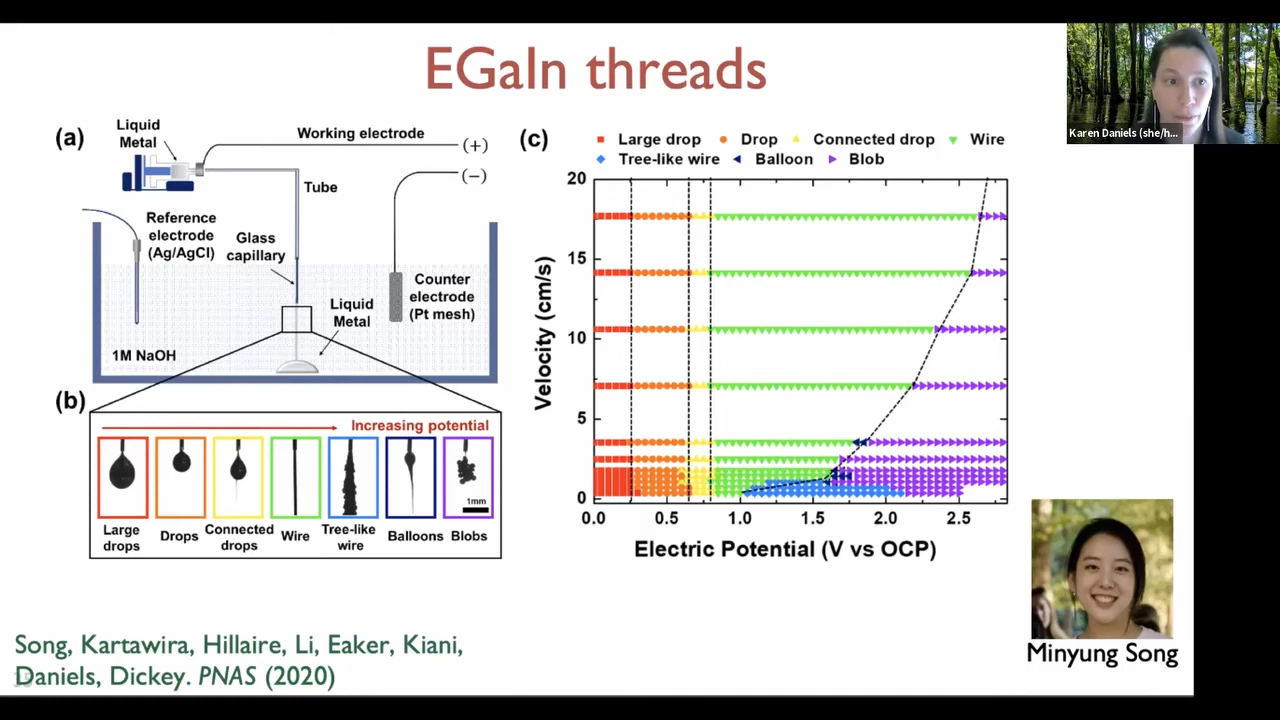 EGaIn threads
Karen Daniels (she/h...
(a)
Liquid
Metal
Working electrode
(+)
(−)
Tube
Reference
electrode
(Ag/AgCl)
Glass
capillary
Liquid
Metal
Counter
electrode
(Pt mesh)
1M NaOH
(b)
Increasing potential
1mm
Large
drops
Drops
Connected
drops
Wire
Tree-like
wire
Balloons
Blobs
(c)
Large drop Drop Connected drop Wire
Tree-like wire Balloon Blob
Velocity (cm/s)
20
15
10
5
0
0.0 0.5 1.0 1.5 2.0 2.5
Electric Potential (V vs OCP)
Minyung Song
Song, Kartawira, Hillaire, Li, Eaker, Kiani,
Daniels, Dickey. PNAS (2020)